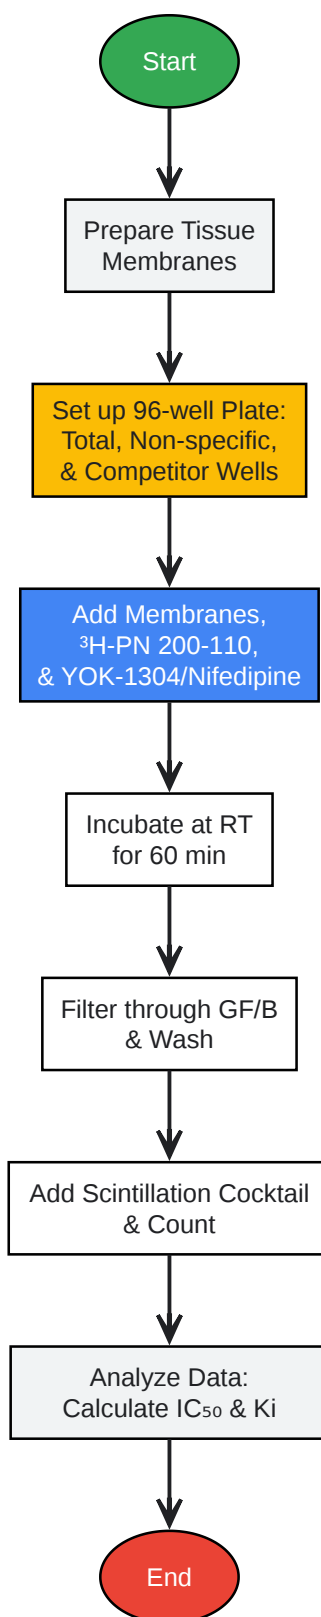 Start
Prepare Tissue
Membranes
Set up 96-well Plate:
Total, Non-specific,
& Competitor Wells
Add Membranes,
³H-PN 200-110,
& YOK-1304/Nifedipine
Incubate at RT
for 60 min
Filter through GF/B
& Wash
Add Scintillation Cocktail
& Count
Analyze Data:
Calculate IC₅₀ & Ki
End